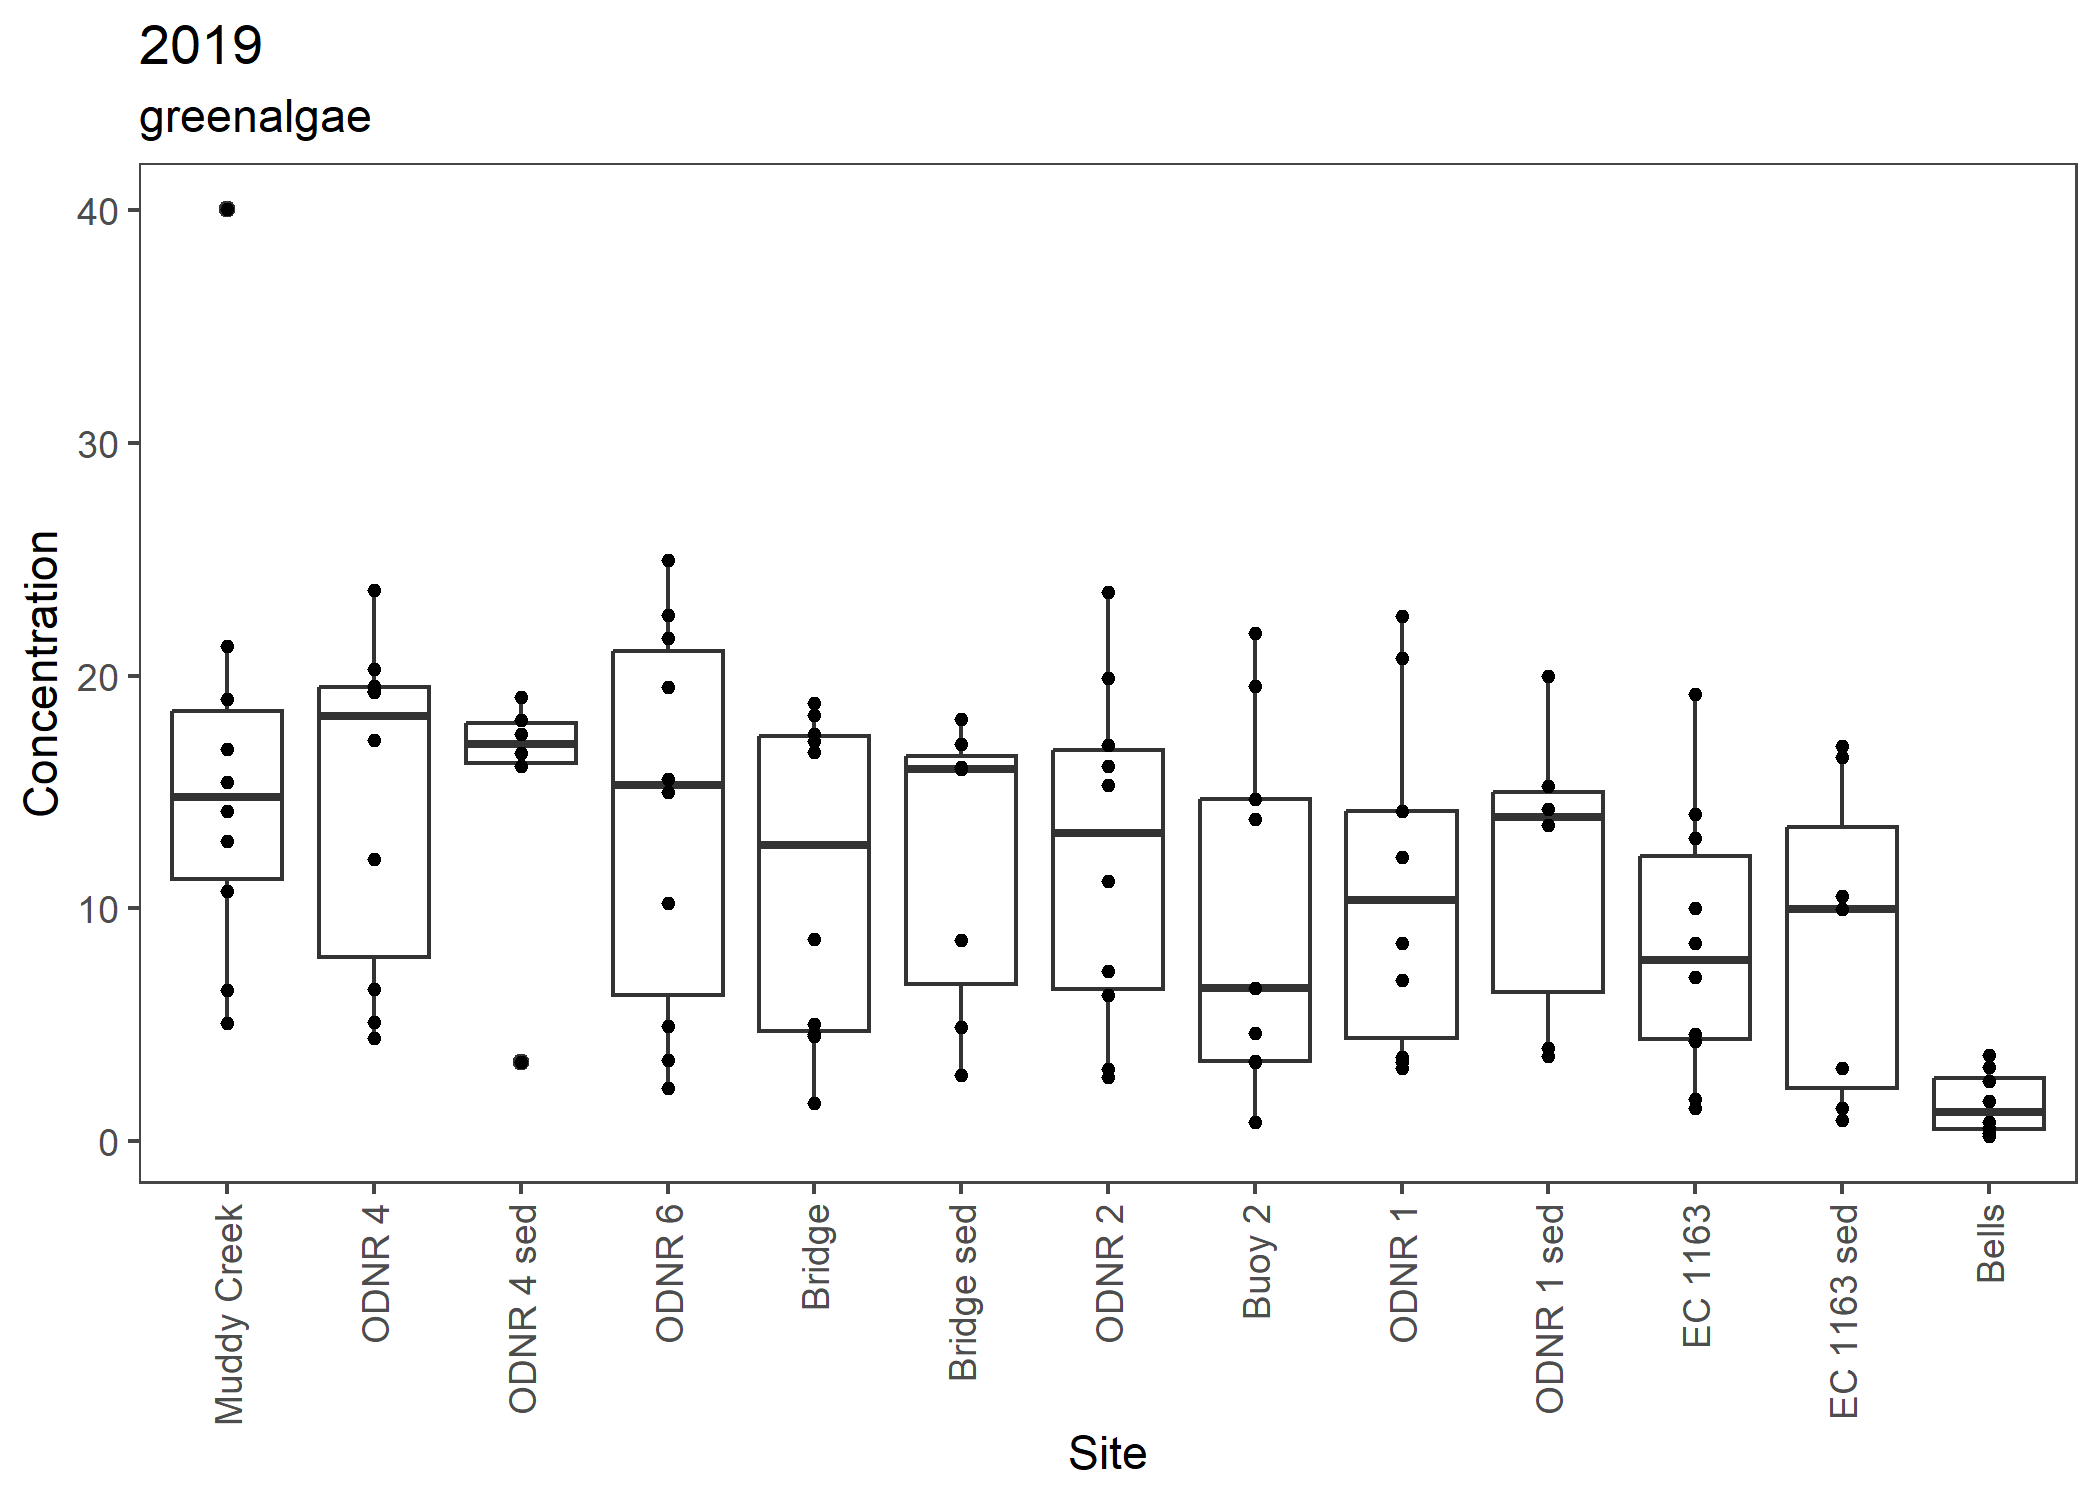 2019
greenalgae
Concentration
40
30
20
10
0
Muddy Creek
ODNR 4
ODNR 4 sed
ODNR 6
Bridge
Bridge sed
ODNR 2
Buoy 2
ODNR 1
ODNR 1 sed
EC 1163
EC 1163 sed
Bells
Site